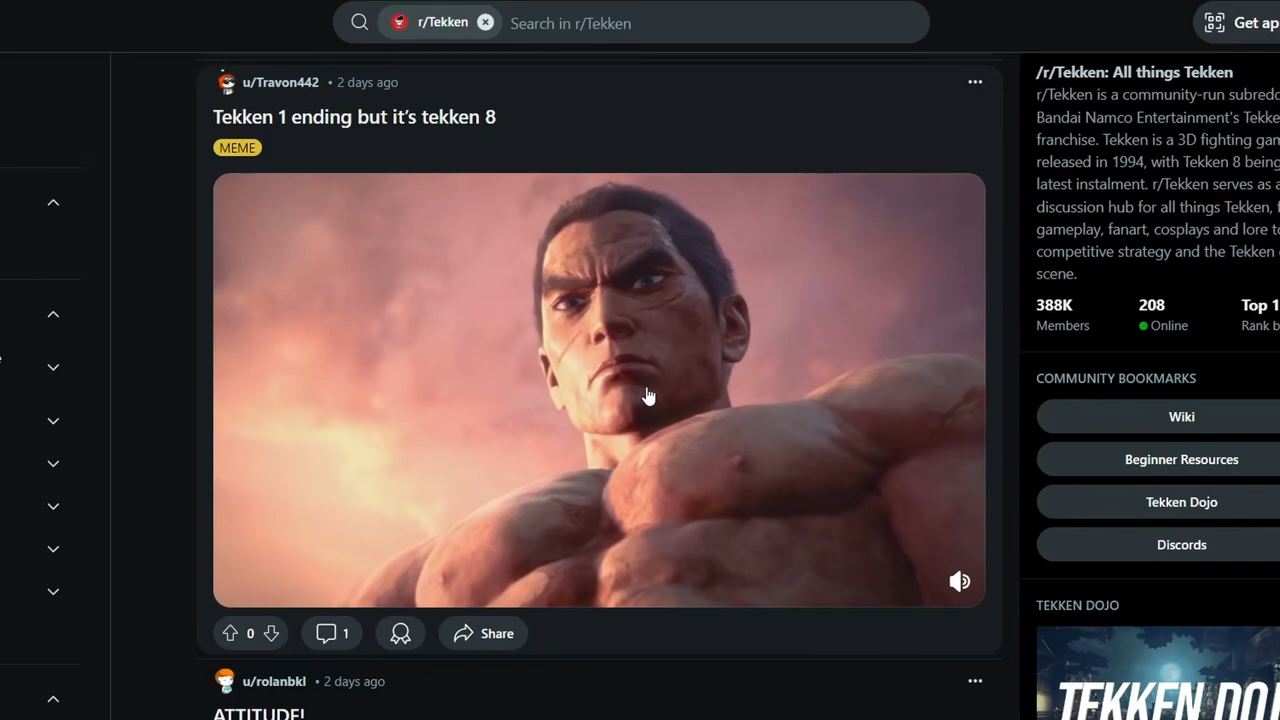 r/Tekken
Search in r/Tekken
Get ap
u/Travon442 • 2 days ago
Tekken 1 ending but it's tekken 8
MEME
0
1
Share
u/rolanbkl • 2 days ago
ATTITUDE!
/r/Tekken: All things Tekken
r/Tekken is a community-run subredd
Bandai Namco Entertainment's Tekke
franchise. Tekken is a 3D fighting gam
released in 1994, with Tekken 8 being
latest instalment. r/Tekken serves as a
discussion hub for all things Tekken, f
gameplay, fanart, cosplays and lore to
competitive strategy and the Tekken
scene.
388K
208
Top 1
Members
Online
Rank b
COMMUNITY BOOKMARKS
Wiki
Beginner Resources
Tekken Dojo
Discords
TEKKEN DOJO
TEKKEN DO